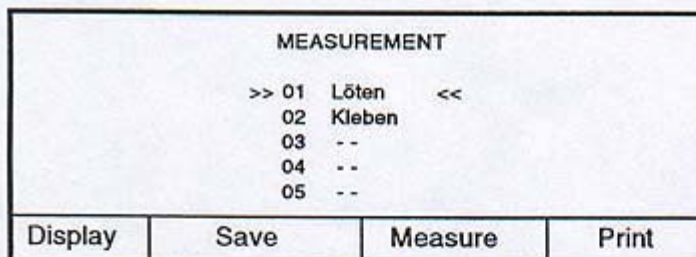 MEASUREMENT
>> 01 Löten <<
02 Kleben
03 - -
04 - -
05 - -
Display Save Measure Print